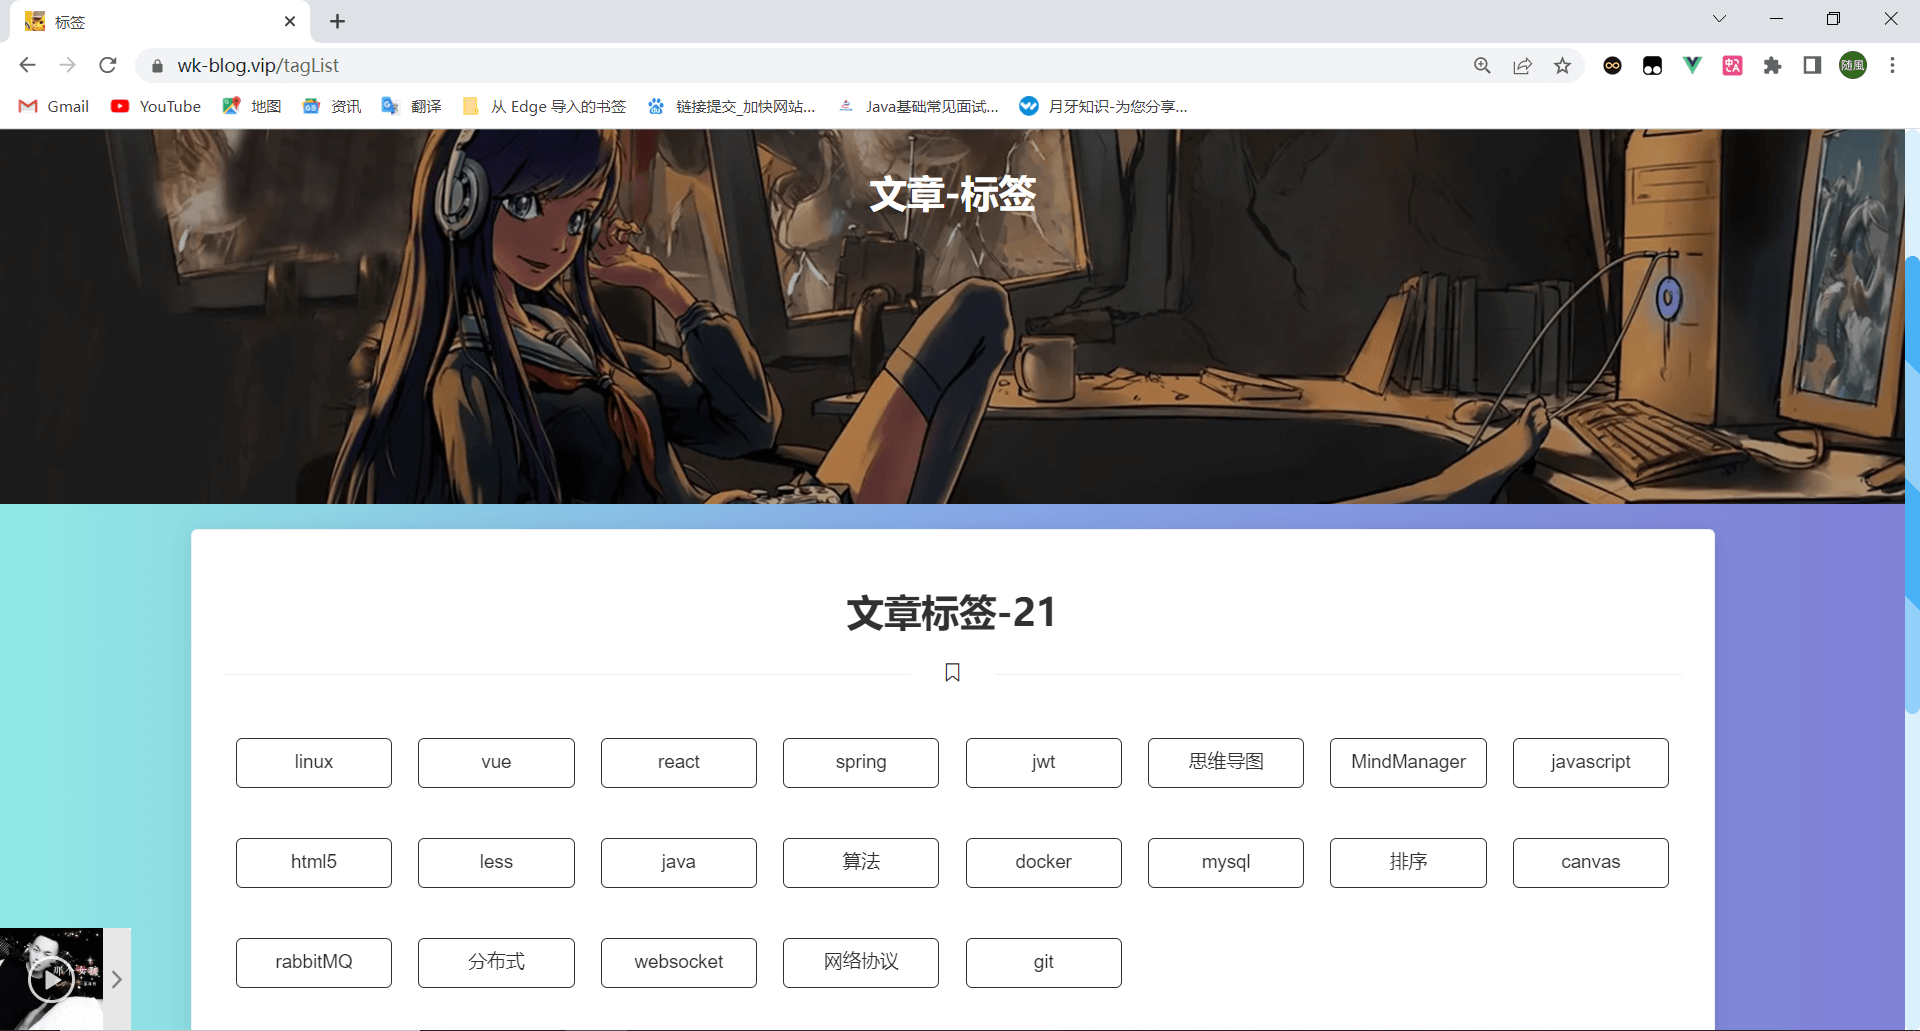 标签
wk-blog.vip/tagList
随風
Gmail YouTube 地图 资讯 翻译 从 Edge 导入的书签 链接提交_加快网站... Java基础常见面试... 月牙知识-为您分享...
文章-标签
文章标签-21
linux vue react spring jwt 思维导图 MindManager javascript
html5 less java 算法 docker mysql 排序 canvas
rabbitMQ 分布式 websocket 网络协议 git